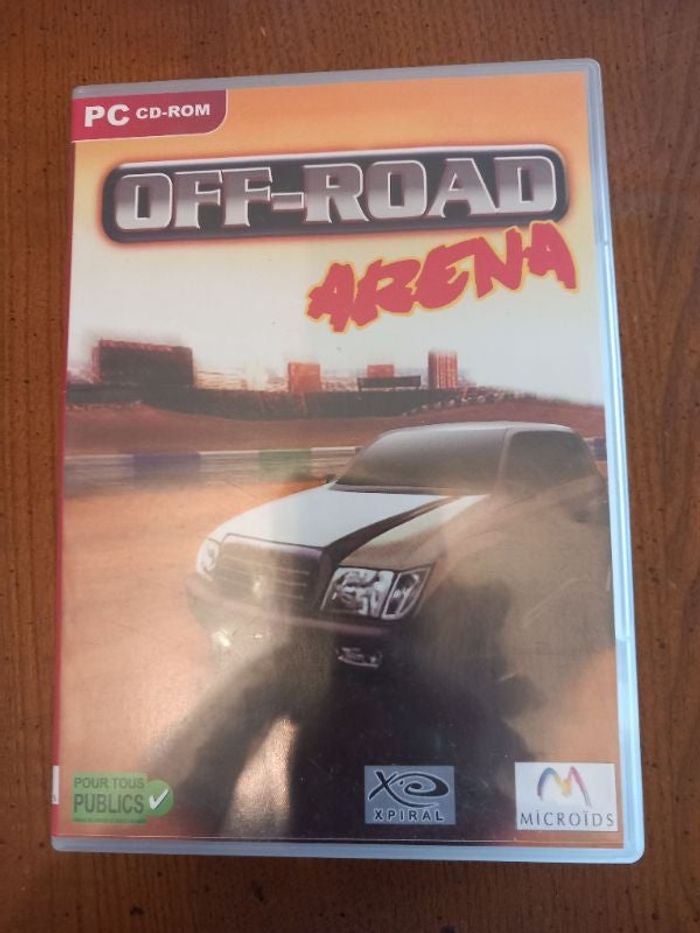 PC CD-ROM
OFF-ROAD
ARENA
POUR TOUS
PUBLICS
XPIRAL
MICROÏDS